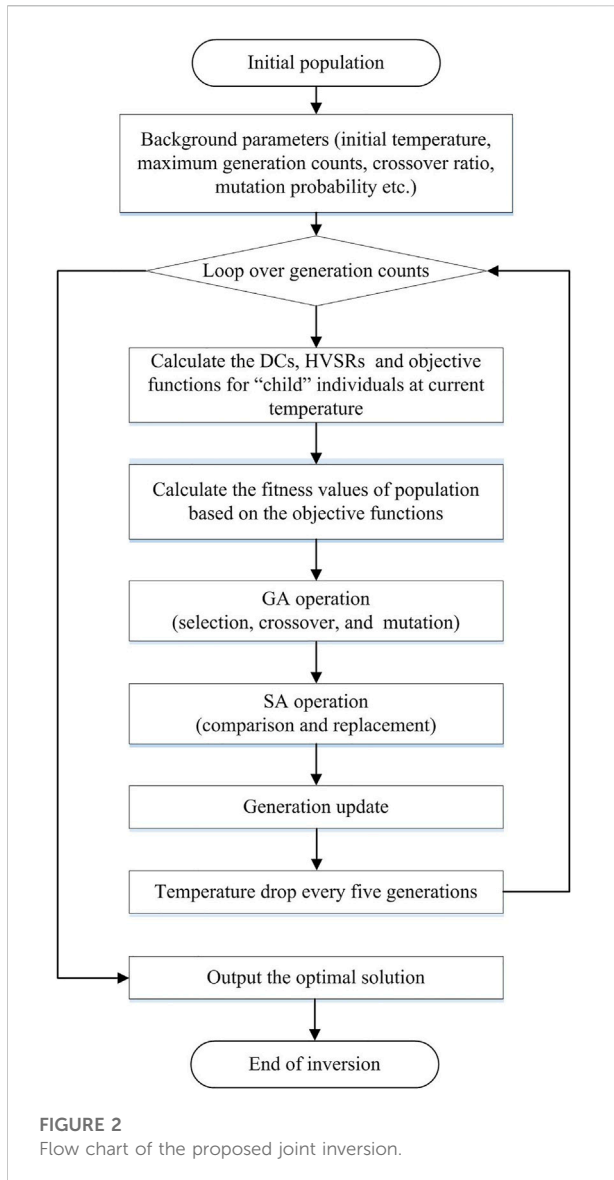 Initial population
Background parameters (initial temperature,
maximum generation counts, crossover ratio,
mutation probability etc.)
Loop over generation counts
Calculate the DCs, HVSRs and objective
functions for “child” individuals at current
temperature
Calculate the fitness values of population
based on the objective functions
GA operation
(selection, crossover, and mutation)
SA operation
(comparison and replacement)
Generation update
Temperature drop every five generations
Output the optimal solution
End of inversion
FIGURE 2
Flow chart of the proposed joint inversion.